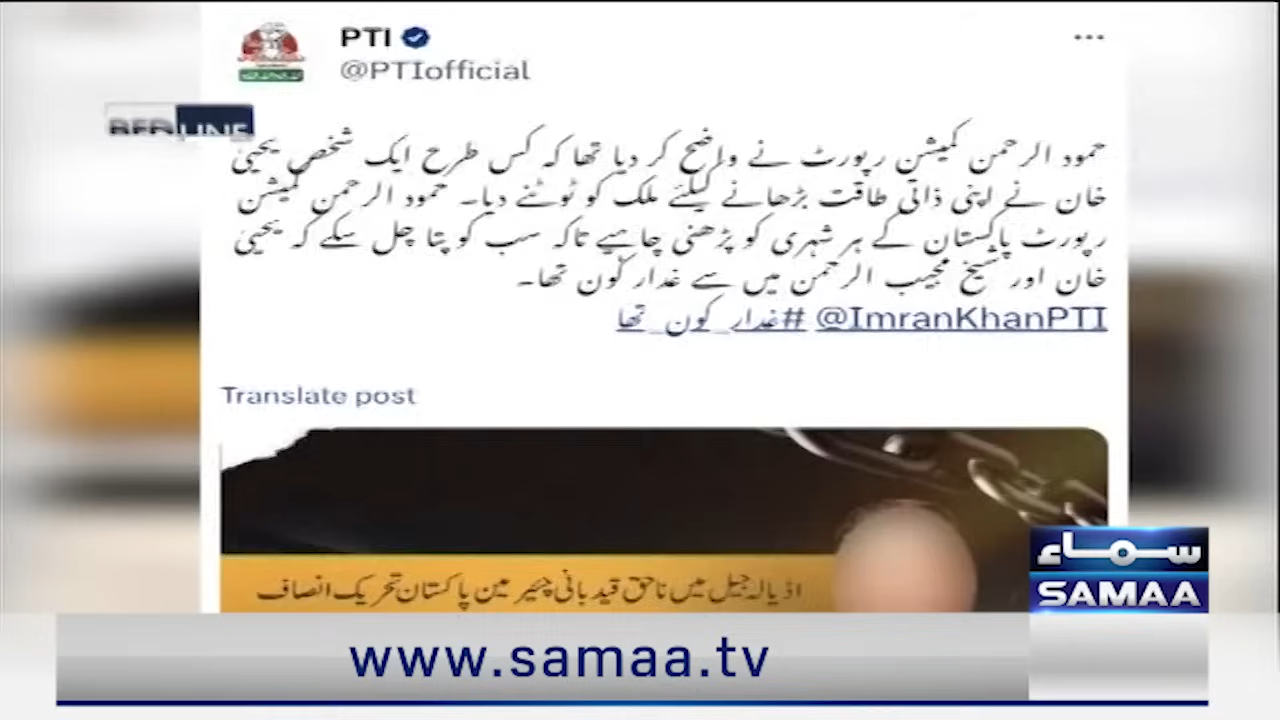 PTI
@PTIofficial
RED LINE
حمود الرحمن کمیشن رپورٹ نے واضح کر دیا تھا کہ کس طرح ایک شخص یحییٰ
خان نے اپنی ذاتی طاقت بڑھانے کیلئے ملک کو ٹوٹنے دیا۔ حمود الرحمن کمیشن
رپورٹ پاکستان کے ہر شہری کو پڑھنی چاہیے تاکہ سب کو پتا چل سکے کہ یحییٰ
خان اور شیخ مجیب الرحمن میں سے غدار کون تھا۔
@ImranKhanPTI #غدار_کون_تھا
Translate post
اڈیالہ جیل میں ناحق قید بانی چئیرمین پاکستان تحریک انصاف
سماء
SAMAA
www.samaa.tv